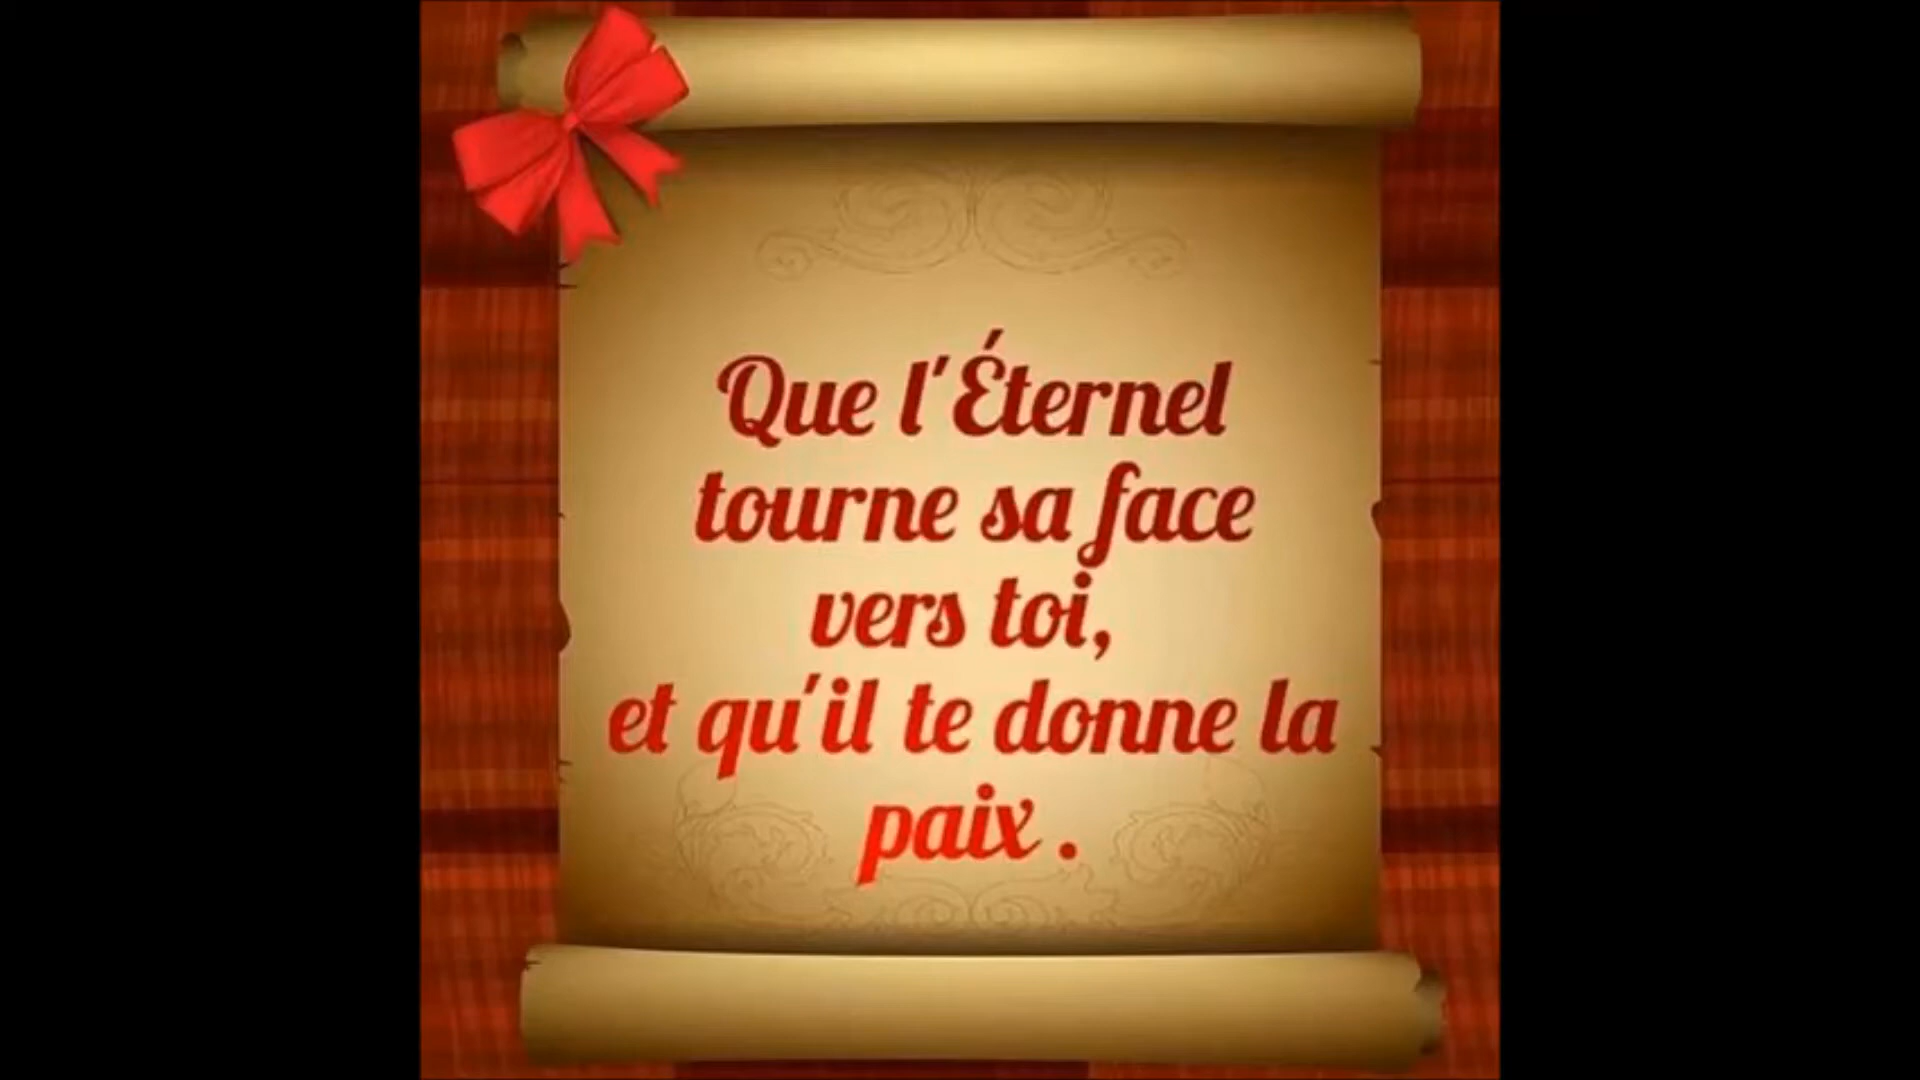 Que l'Éternel
tourne sa face
vers toi,
et qu'il te donne la
paix .